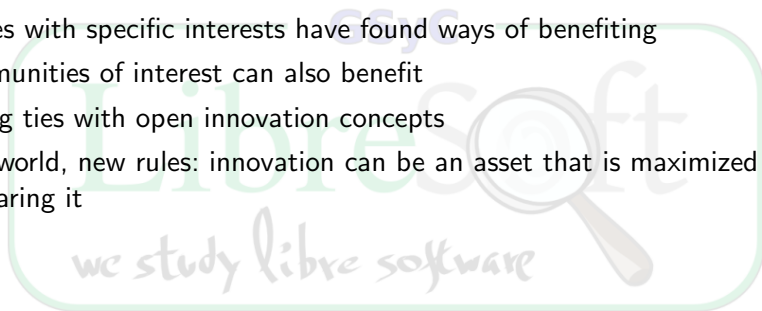 GSyC
es with specific interests have found ways of benefiting
munities of interest can also benefit
g ties with open innovation concepts
world, new rules: innovation can be an asset that is maximized
aring it
LibreSoft
we study libre software